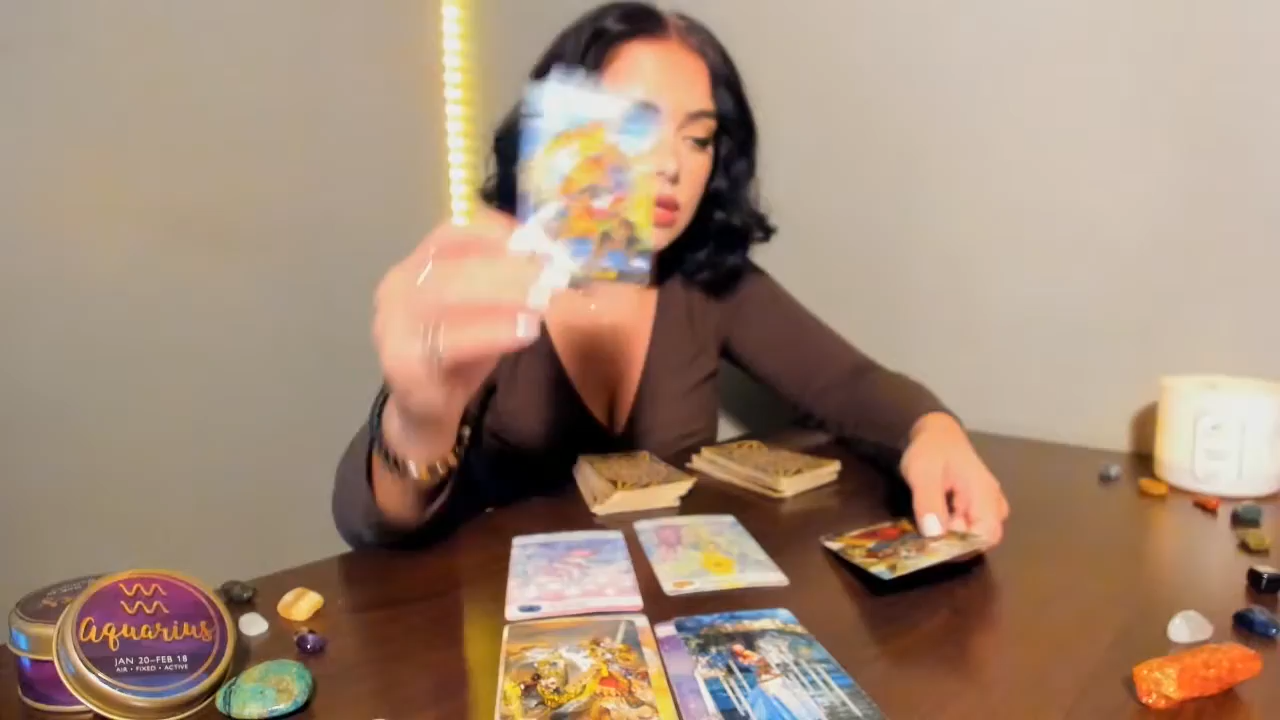 Aquarius
JAN 20-FEB 18
AIR • FIXED • ACTIVE